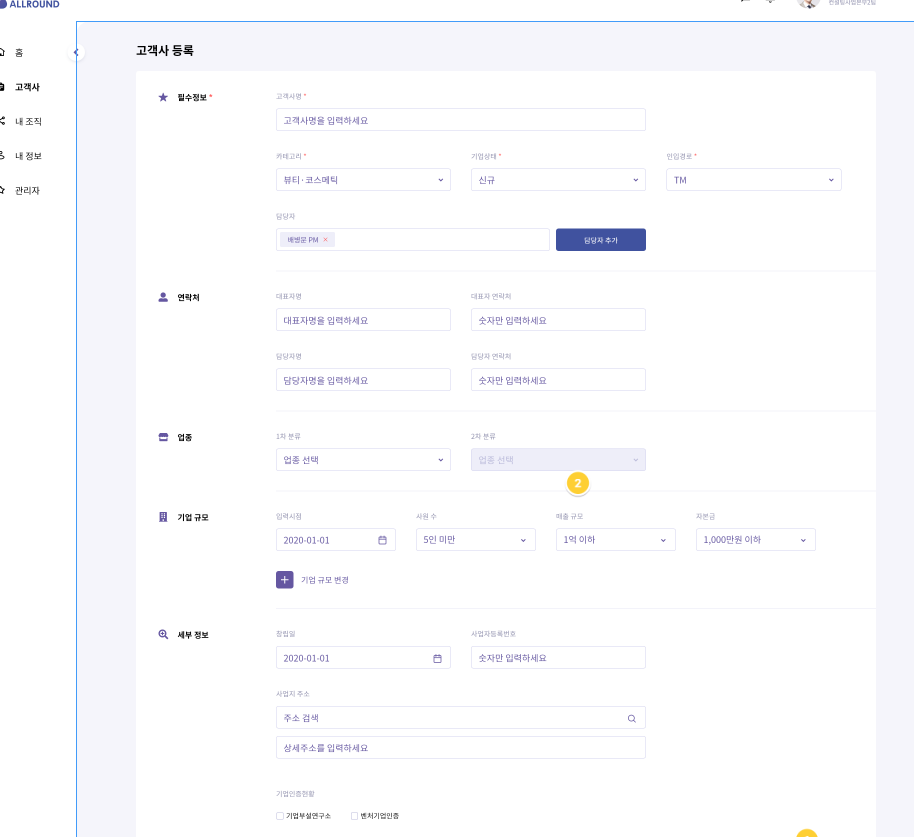 ALLROUND
컨설팅사업본부2팀
홈
고객사
내 조직
내 정보
관리자
고객사 등록
필수정보 *
고객사명 *
고객사명을 입력하세요
카테고리 * 기업상태 * 인입경로 *
뷰티·코스메틱 신규 TM
담당자
배병문 PM × 담당자 추가
연락처
대표자명 대표자 연락처
대표자명을 입력하세요 숫자만 입력하세요
담당자명 담당자 연락처
담당자명을 입력하세요 숫자만 입력하세요
업종
1차 분류 2차 분류
업종 선택 업종 선택
2
기업 규모
입력시점 사원 수 매출 규모 자본금
2020-01-01 5인 미만 1억 이하 1,000만원 이하
+ 기업 규모 변경
세부 정보
창립일 사업자등록번호
2020-01-01 숫자만 입력하세요
사업지 주소
주소 검색
상세주소를 입력하세요
기업인증현황
기업부설연구소 벤처기업인증